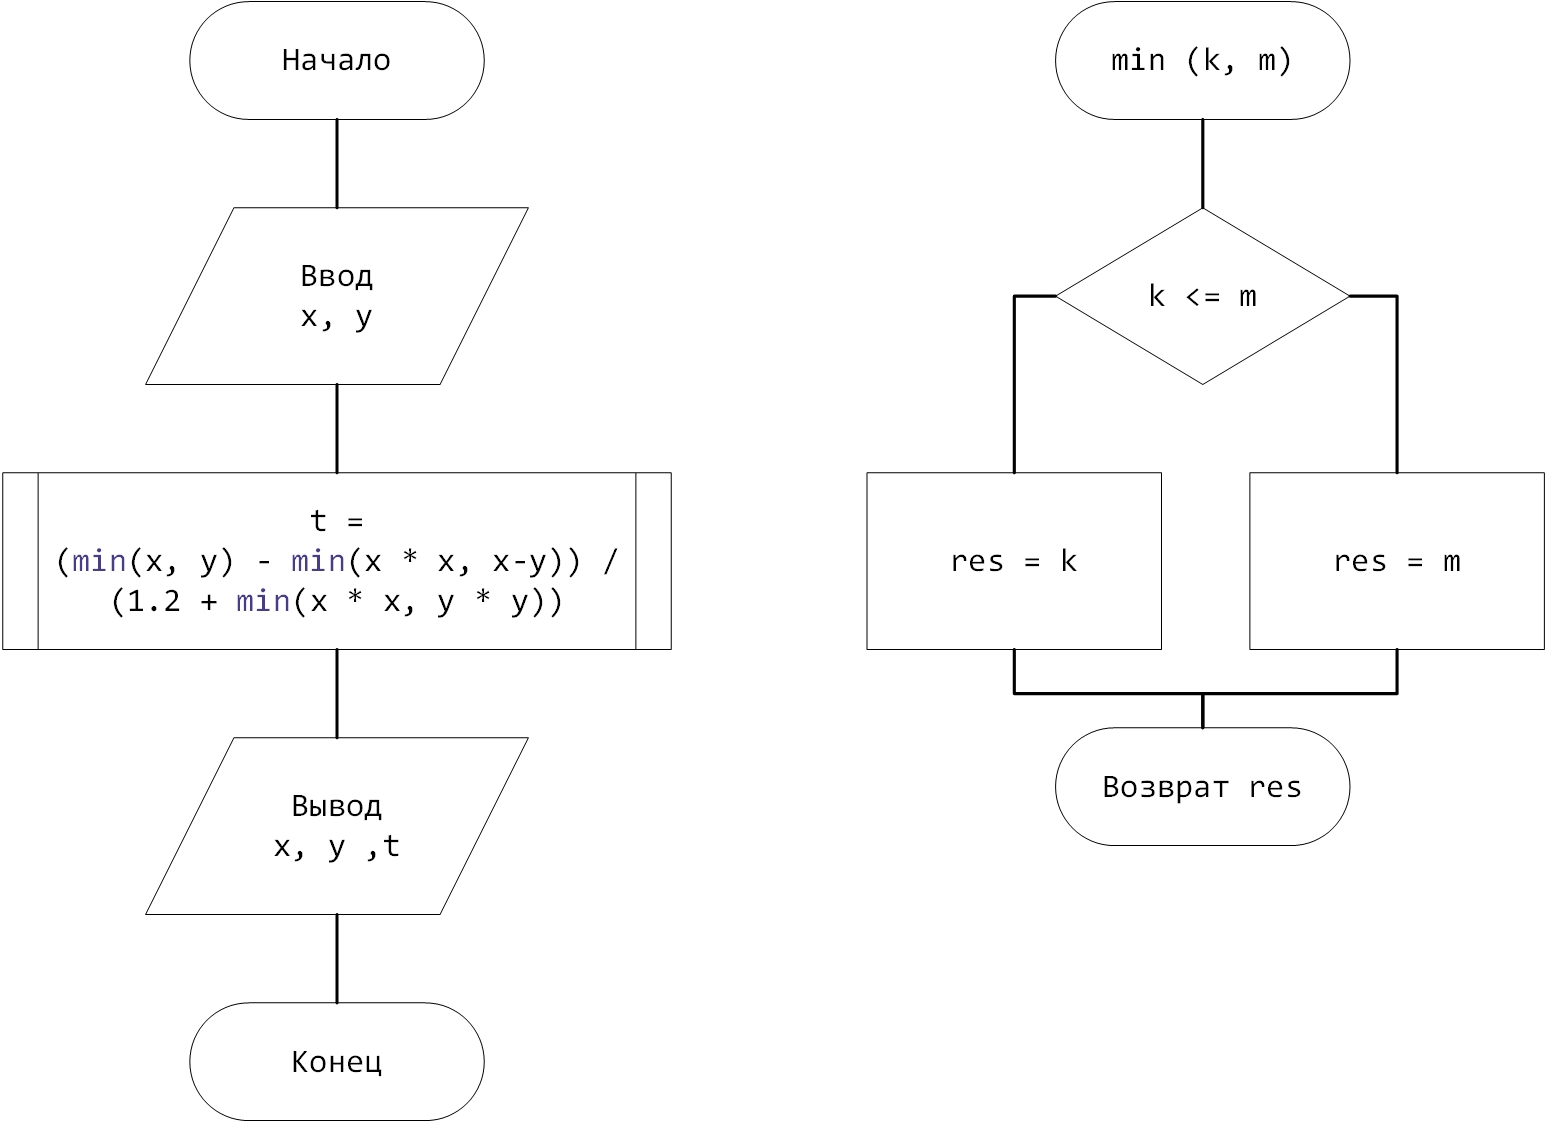 Начало
Ввод
x, y
t =
(min(x, y) - min(x * x, x-y)) /
(1.2 + min(x * x, y * y))
Вывод
x, y ,t
Конец
min (k, m)
k <= m
res = k
res = m
Возврат res